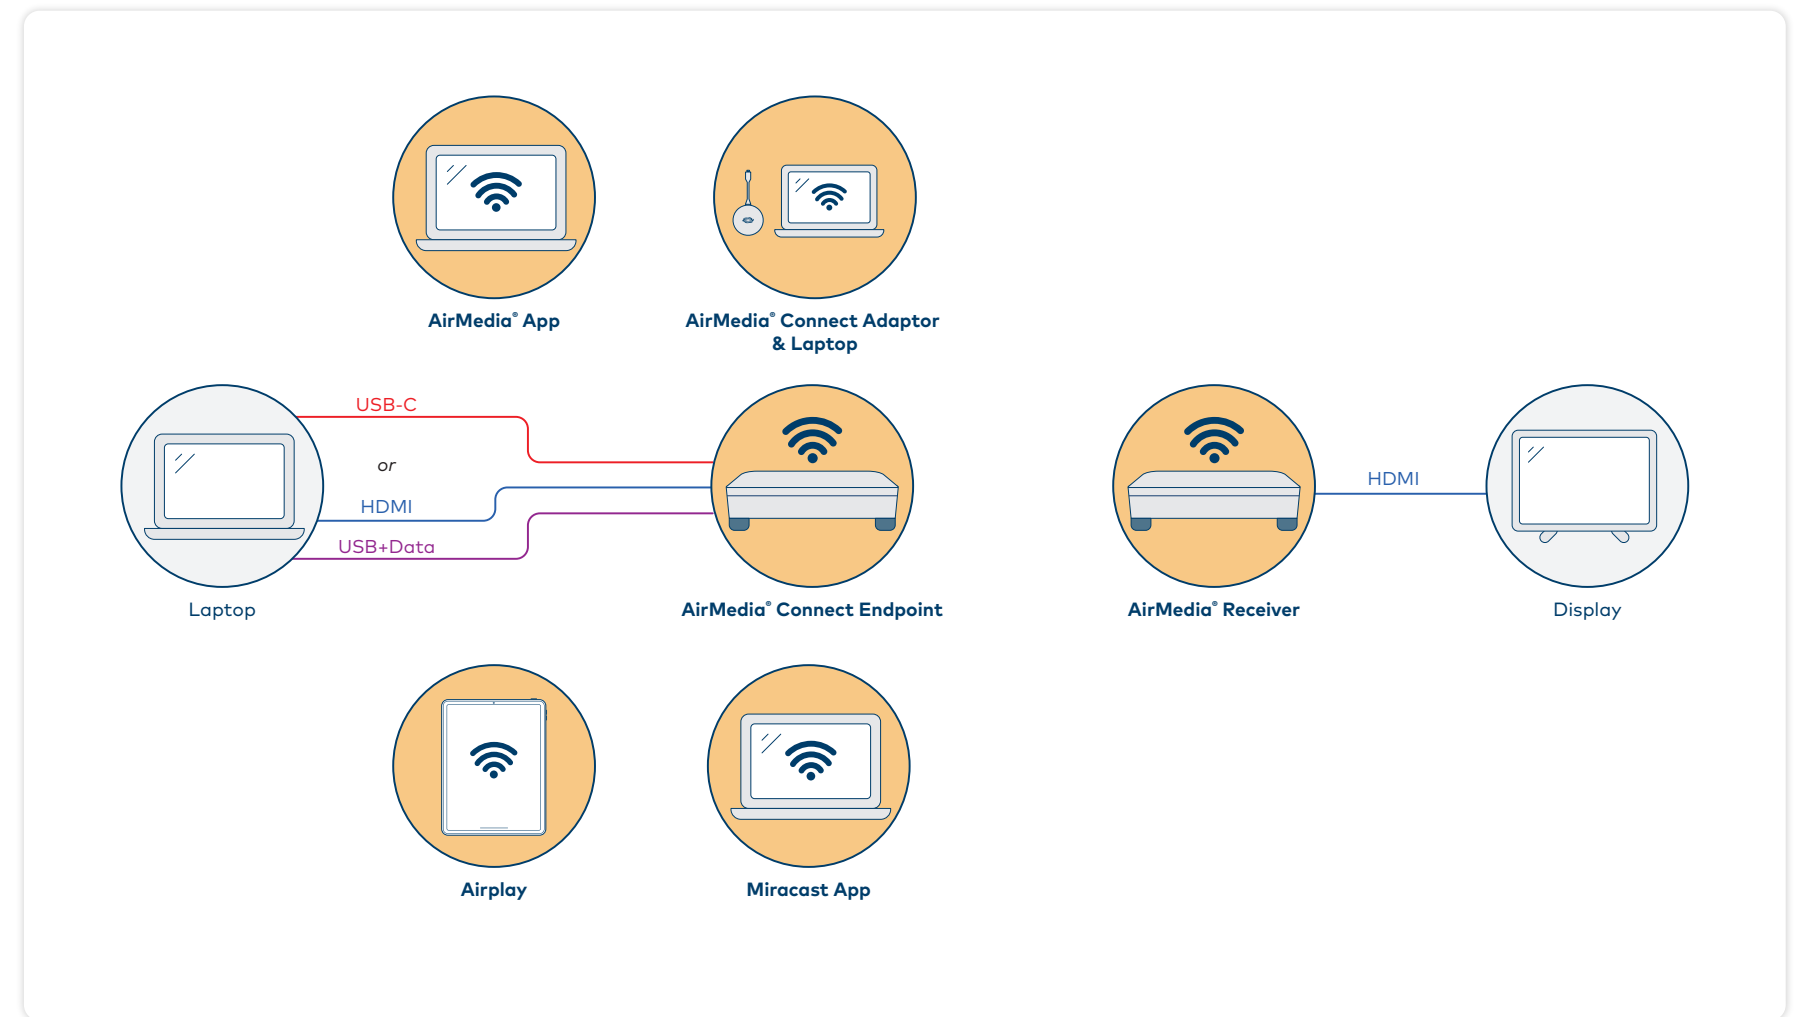 AirMedia® App
AirMedia® Connect Adaptor
& Laptop
USB-C
or
HDMI
USB+Data
HDMI
Laptop
AirMedia® Connect Endpoint
AirMedia® Receiver
Display
Airplay
Miracast App